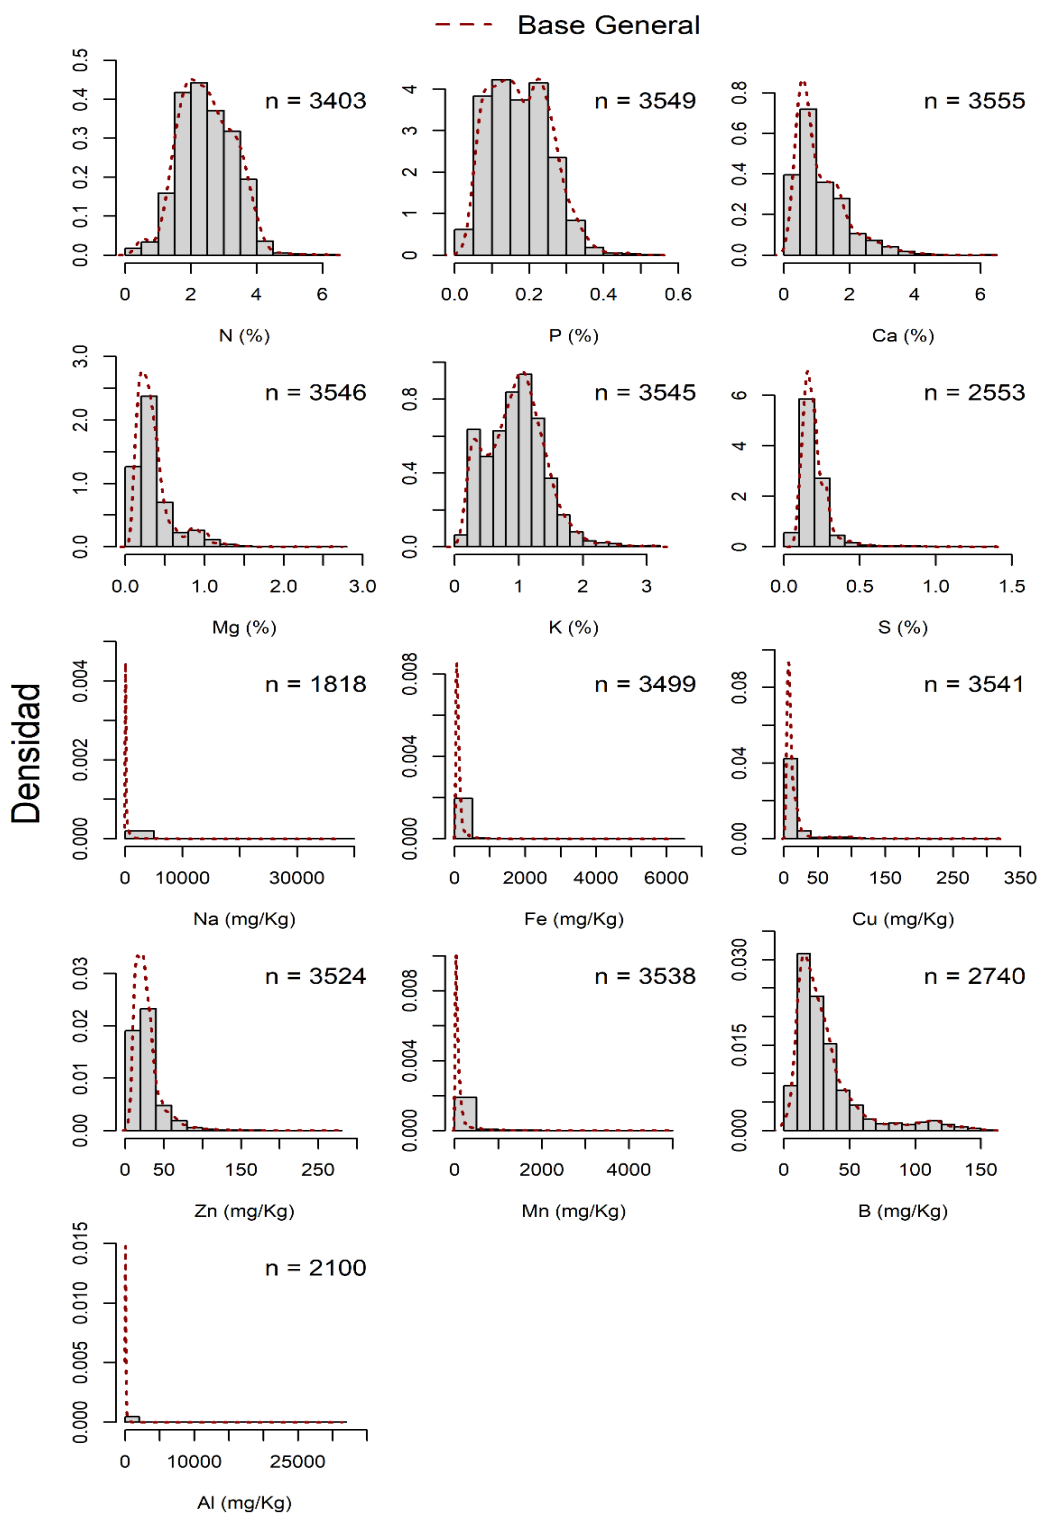 Base General
n = 3403
0.0 0.1 0.2 0.3 0.4 0.5
0 2 4 6
N (%)
n = 3549
0 1 2 4
0.0 0.2 0.4 0.6
P (%)
n = 3555
0.0 0.2 0.4 0.6 0.8
0 2 4 6
Ca (%)
n = 3546
0.0 1.0 2.0 3.0
0.0 1.0 2.0 3.0
Mg (%)
n = 3545
0.0 0.4 0.8
0 1 2 3
K (%)
n = 2553
0 2 4 6
0.0 0.5 1.0 1.5
S (%)
Densidad
n = 1818
0.000 0.002 0.004
0 10000 30000
Na (mg/Kg)
n = 3499
0.000 0.004 0.008
0 2000 4000 6000
Fe (mg/Kg)
n = 3541
0.00 0.04 0.08
0 50 150 250 350
Cu (mg/Kg)
n = 3524
0.00 0.01 0.02 0.03
0 50 150 250
Zn (mg/Kg)
n = 3538
0.000 0.004 0.008
0 2000 4000
Mn (mg/Kg)
n = 2740
0.000 0.015 0.030
0 50 100 150
B (mg/Kg)
n = 2100
0.000 0.005 0.010 0.015
0 10000 25000
Al (mg/Kg)